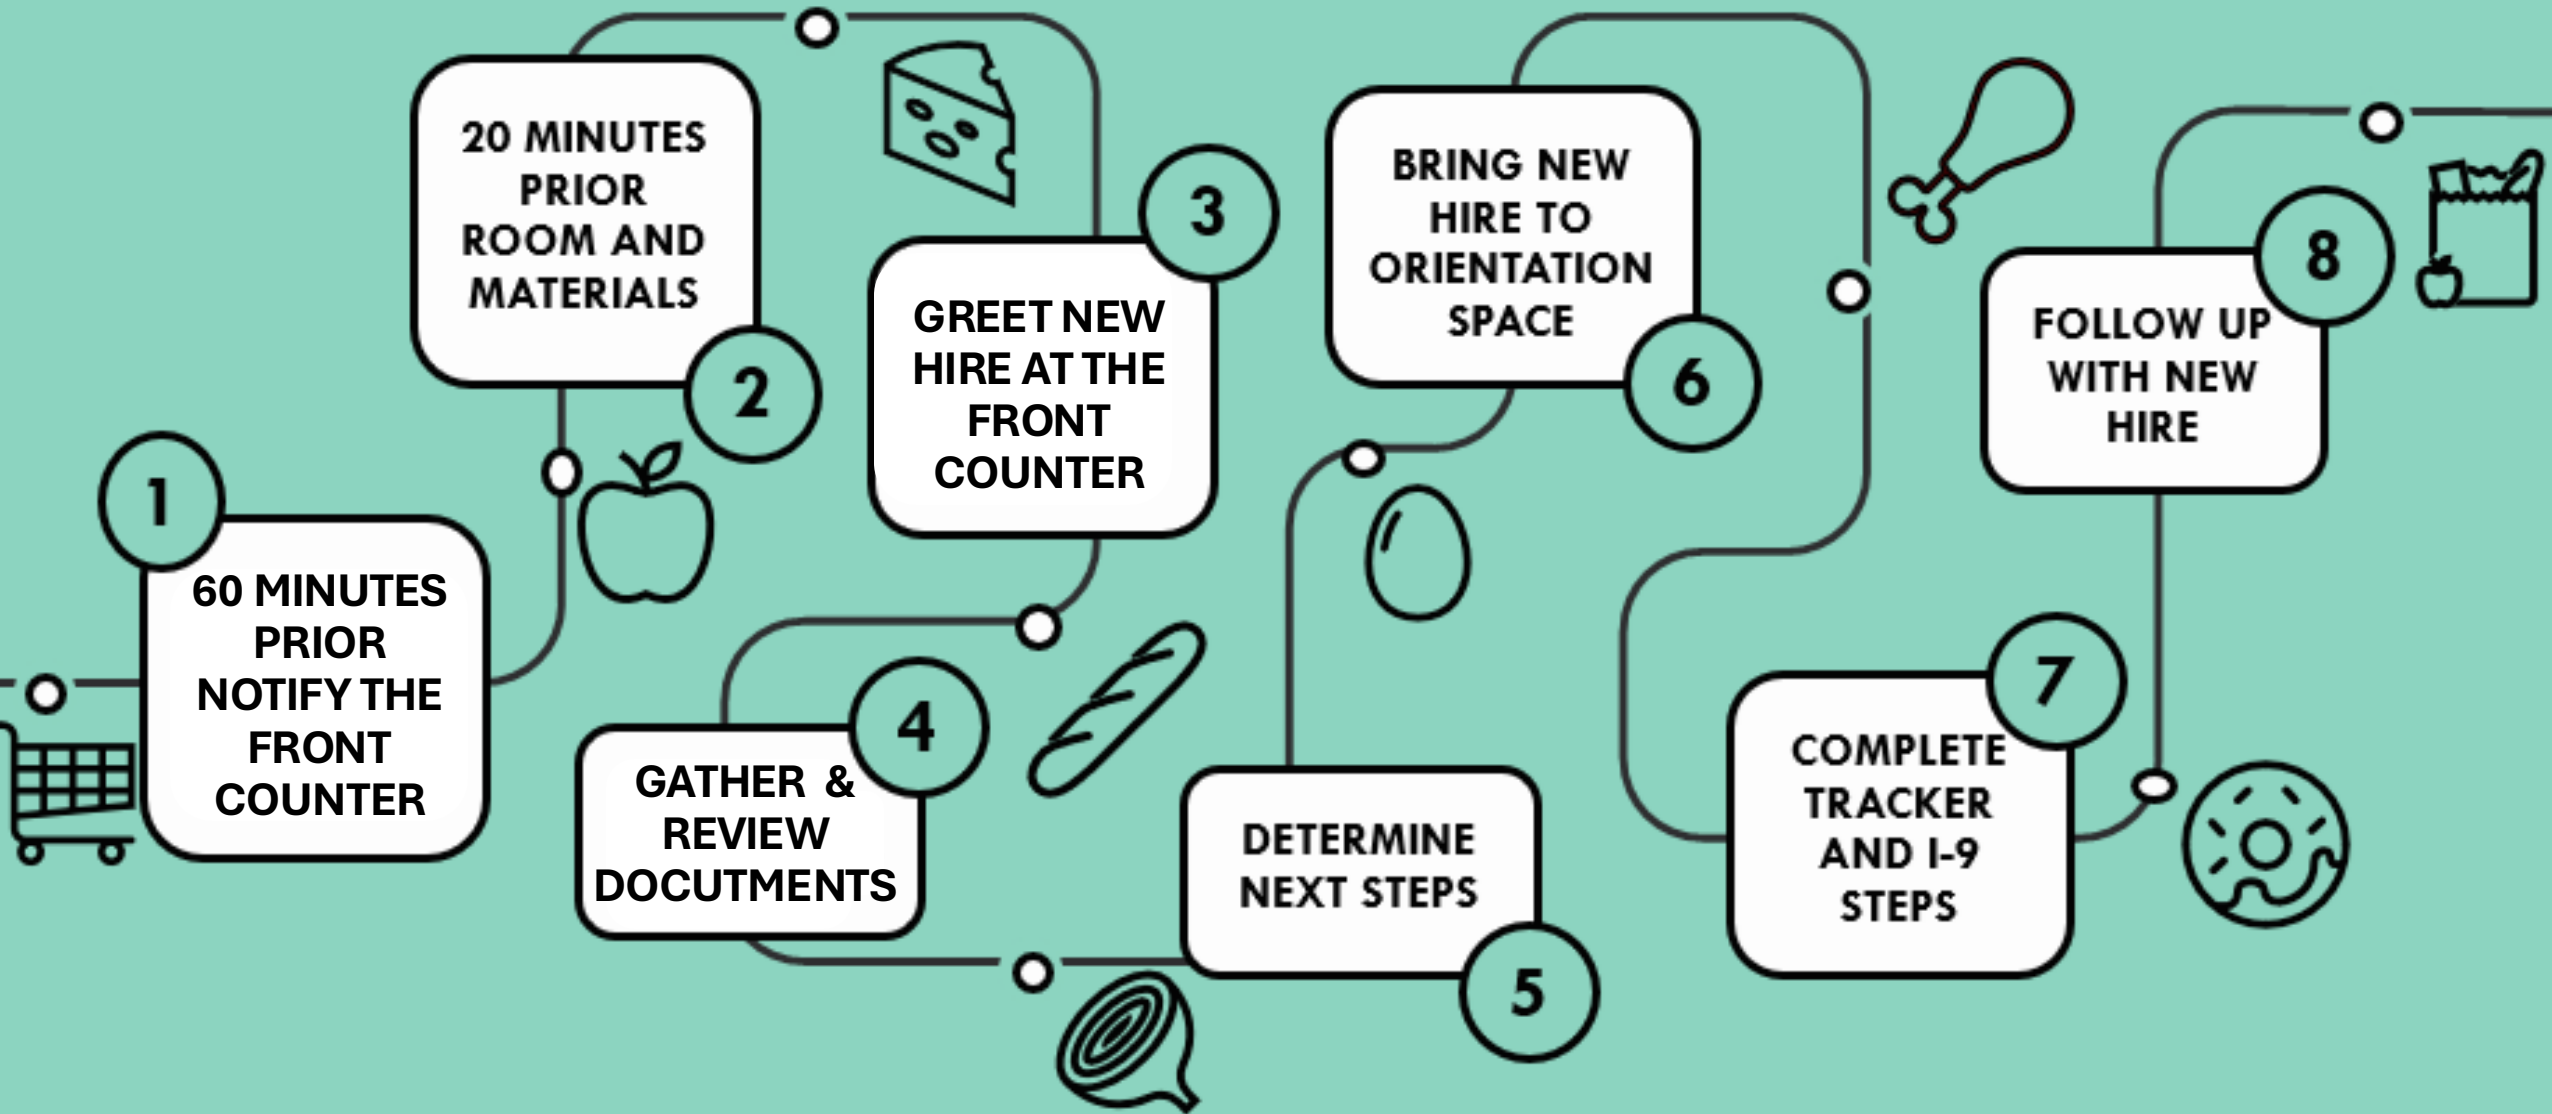 1
60 MINUTES
PRIOR
NOTIFY THE
FRONT
COUNTER
20 MINUTES
PRIOR
ROOM AND
MATERIALS
2
3
GREET NEW
HIRE AT THE
FRONT
COUNTER
4
GATHER &
REVIEW
DOCUTMENTS
DETERMINE
NEXT STEPS
5
BRING NEW
HIRE TO
ORIENTATION
SPACE
6
7
COMPLETE
TRACKER
AND I-9
STEPS
8
FOLLOW UP
WITH NEW
HIRE